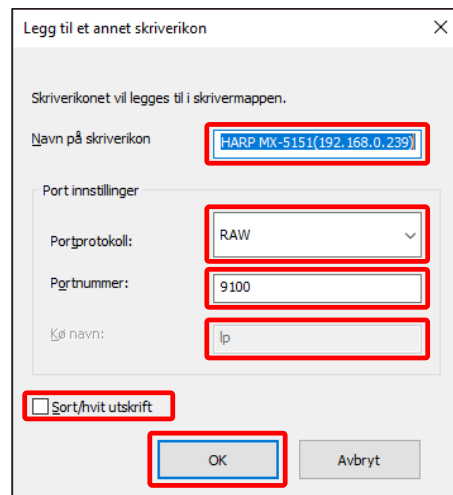 Legg til et annet skriverikon
Skriverikonet vil legges til i skrivermappen.
Navn på skriverikon HARP MX-5151(192.168.0.239)
Port innstillinger
Portprotokoll: RAW
Portnummer: 9100
Kø navn: lp
Sort/hvit utskrift
OK Avbryt